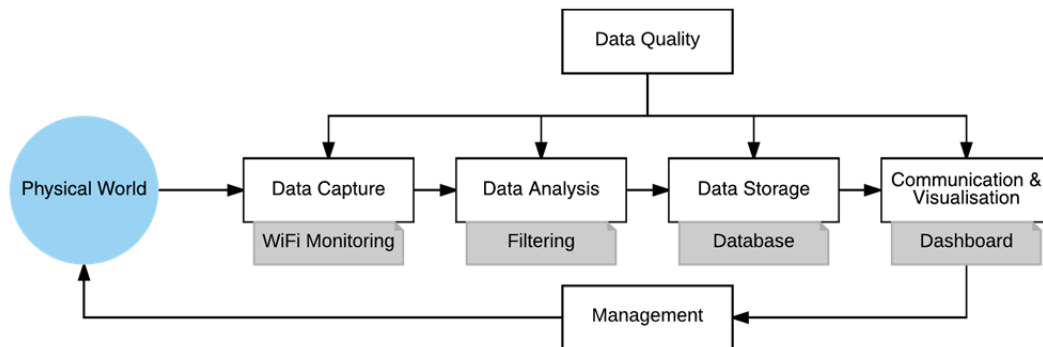 Data Quality
Physical World
Data Capture
Data Analysis
Data Storage
Communication &
Visualisation
WiFi Monitoring
Filtering
Database
Dashboard
Management